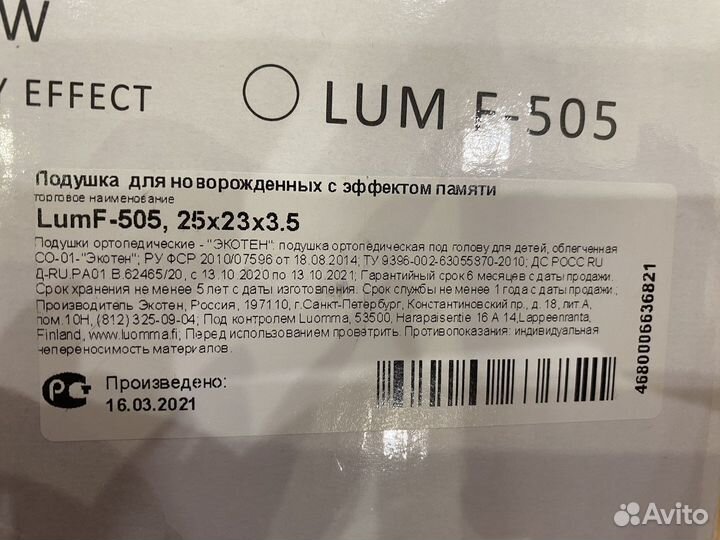 W
Y EFFECT
LUM F-505
Подушка для новорожденных с эффектом памяти
торговое наименование
LumF-505, 25x23x3.5
Подушки ортопедические - "ЭКОТЕН": подушка ортопедическая под голову для детей, облегченная
СО-01-"Экотен"; РУ ФСР 2010/07596 от 18.08.2014; ТУ 9396-002-63055370-2010; ДС РОСС RU
Д-RU.РА01.В.62465/20, с 13.10.2020 по 13.10.2021; Гарантийный срок 6 месяцев с даты продажи.
Срок хранения не менее 5 лет с даты изготовления. Срок службы не менее 1 года с даты продажи;
Производитель Экотен, Россия, 197110, г.Санкт-Петербург, Константиновский пр., д. 18, лит.А,
пом.10Н, (812) 325-09-04; Под контролем Luomma, 53500, Harapaisentie 16 A 14,Lappeenranta,
Finland, www.luomma.fi; Перед использованием проветрить. Противопоказания: индивидуальная
непереносимость материалов.
РСТ
Произведено:
16.03.2021
4680006636821
Avito